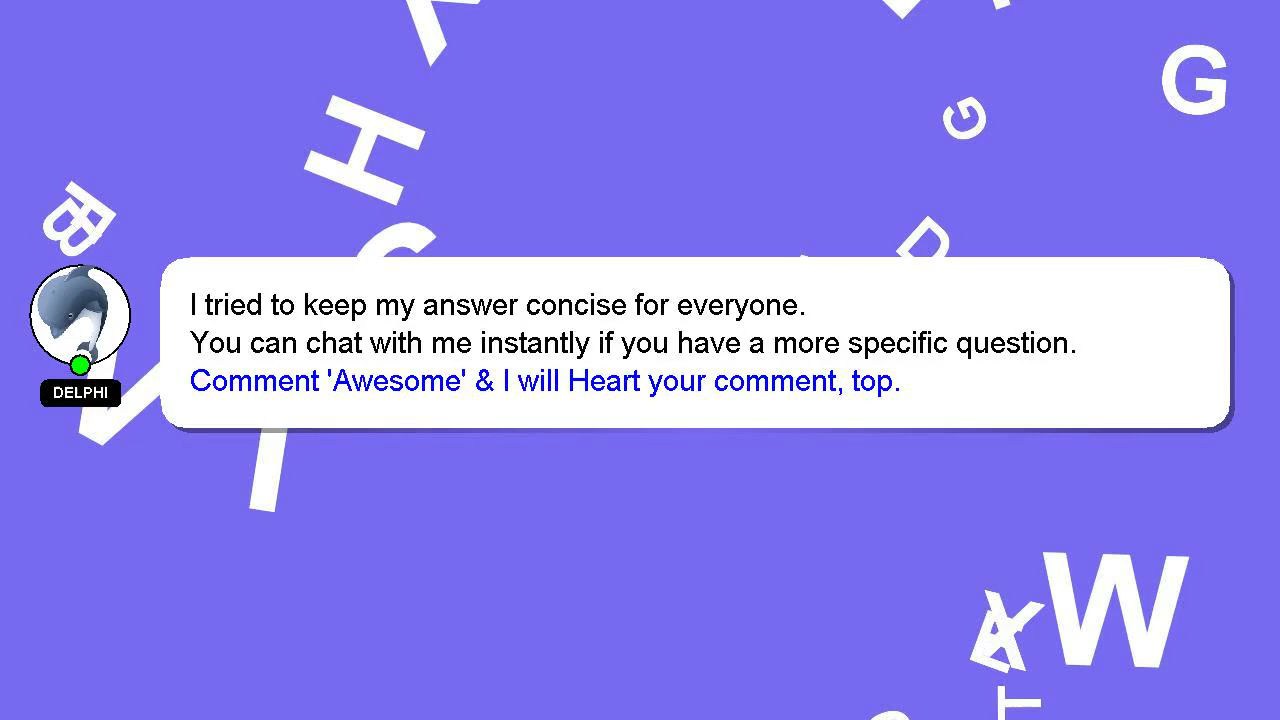 G
H
G
B
D
I tried to keep my answer concise for everyone.
You can chat with me instantly if you have a more specific question.
Comment 'Awesome' & I will Heart your comment, top.
DELPHI
W
T